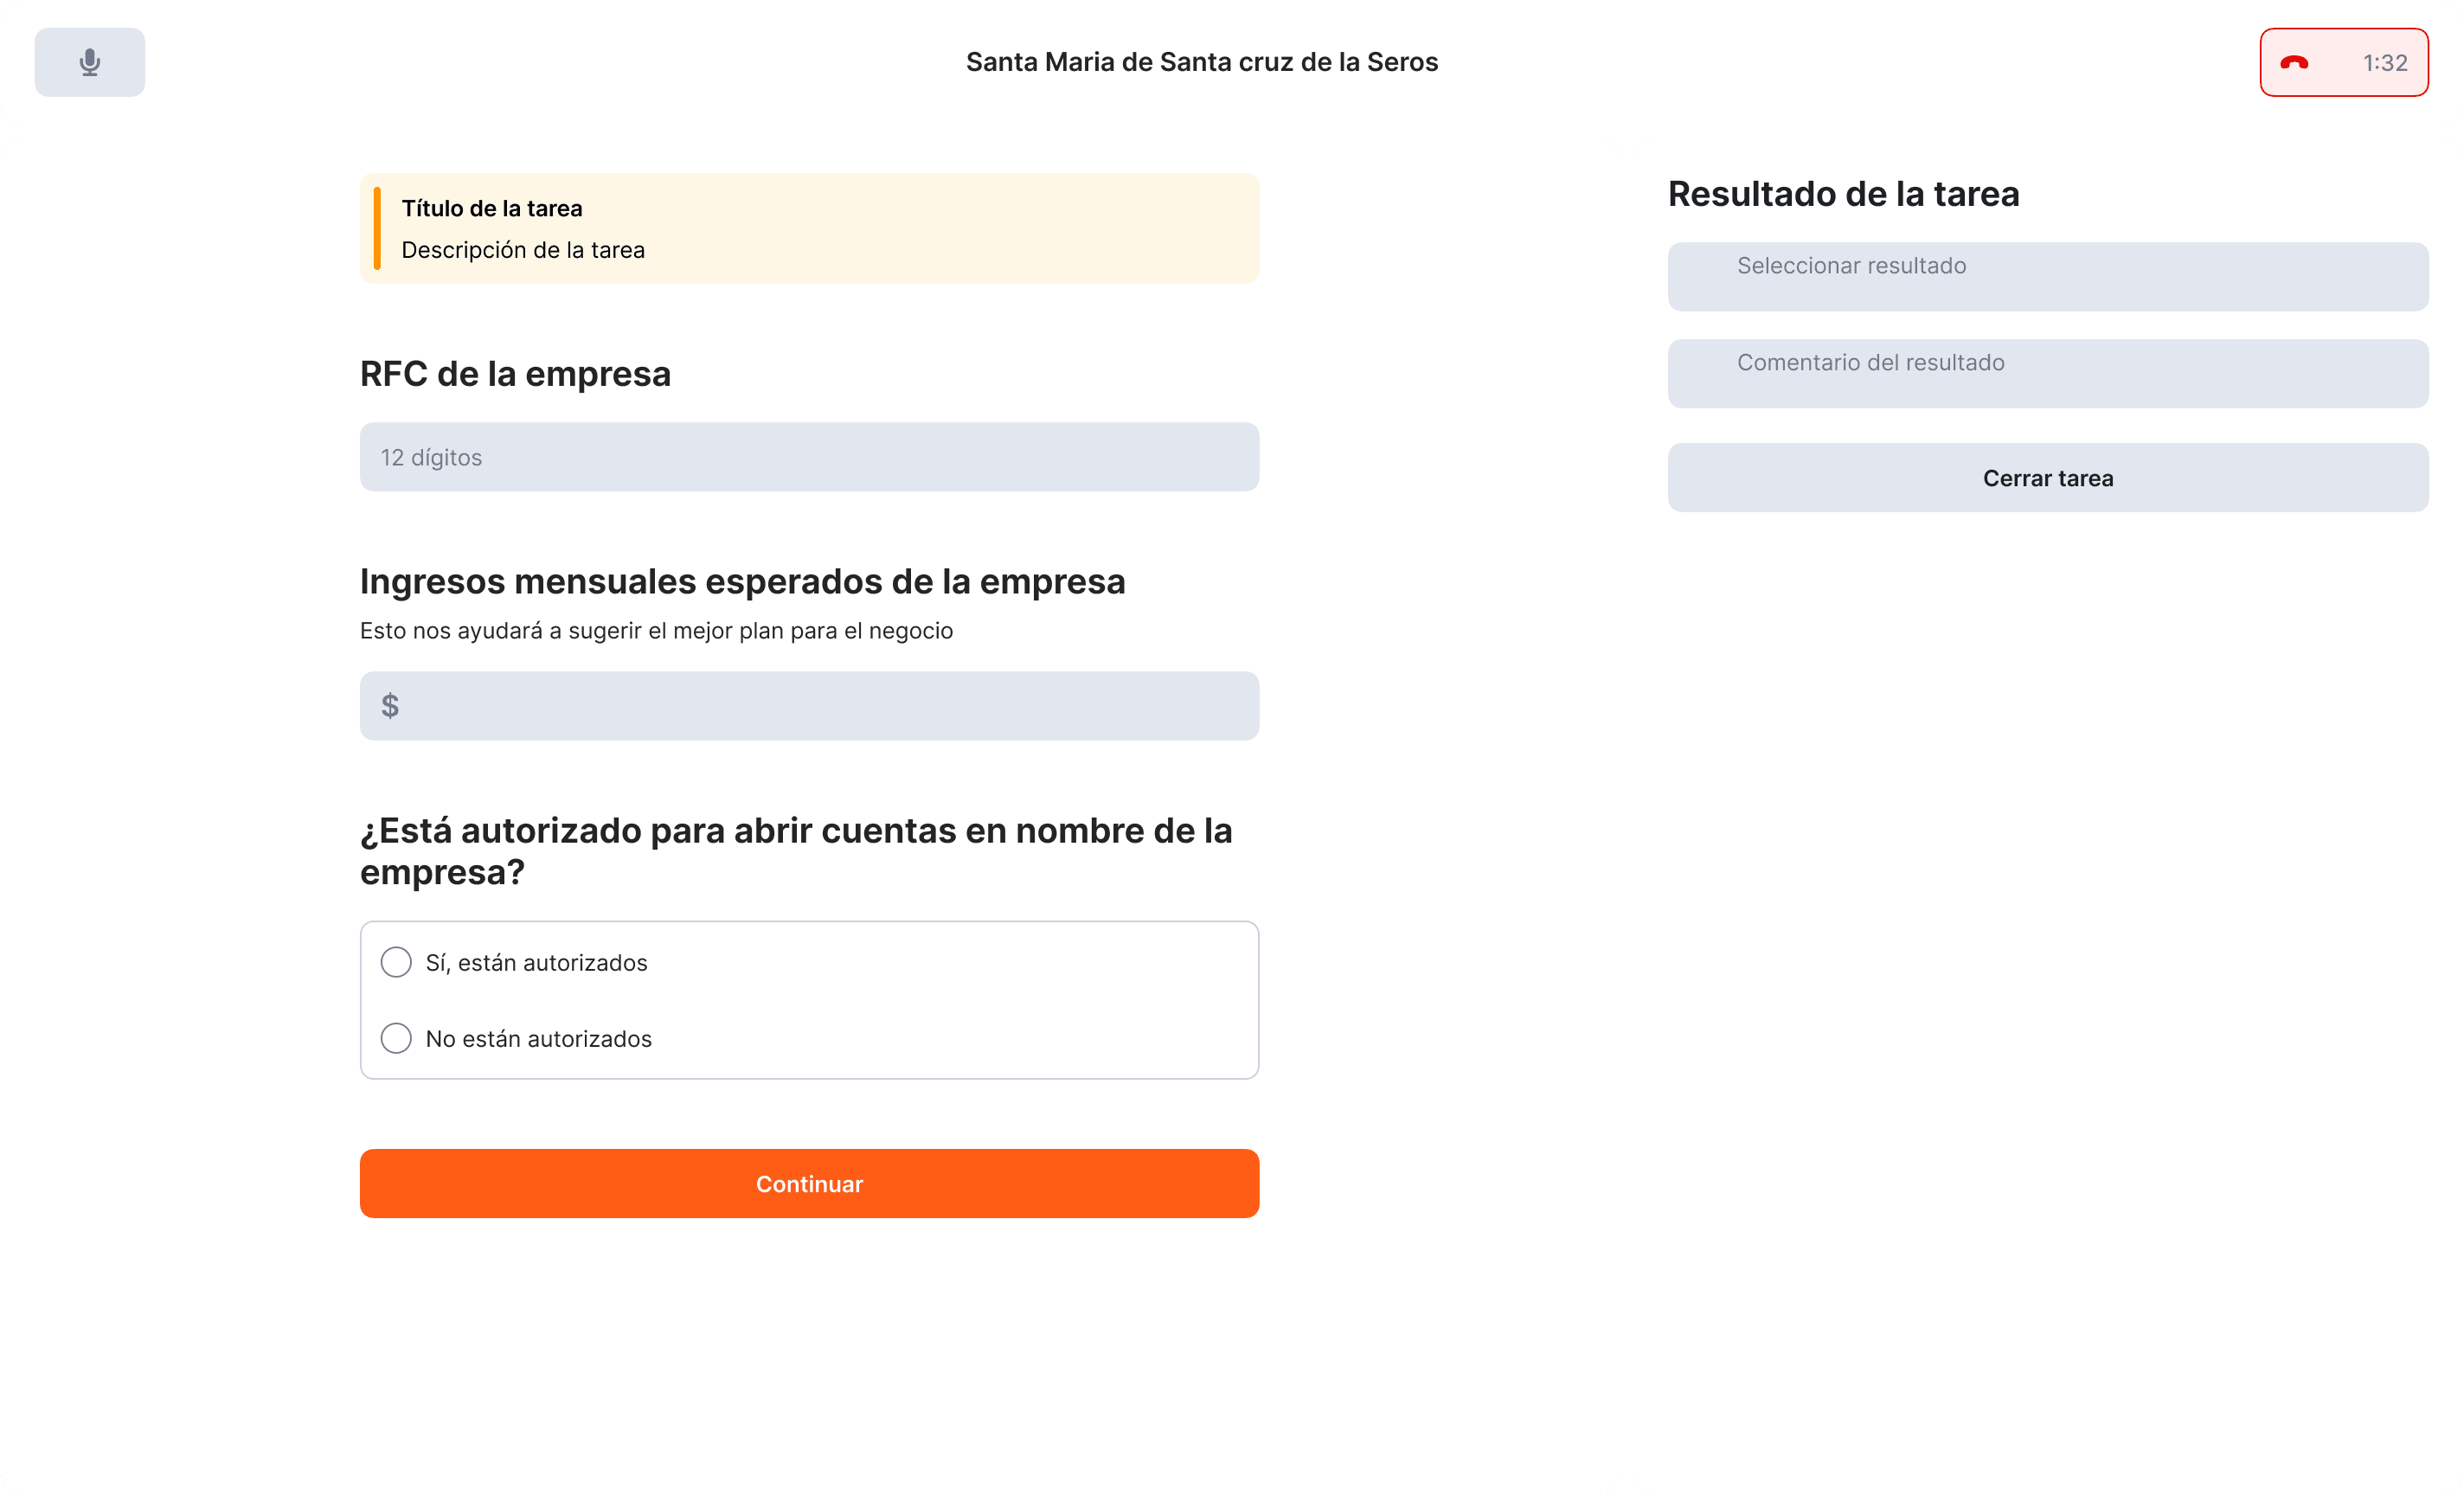 Santa Maria de Santa cruz de la Seros
1:32
Título de la tarea
Descripción de la tarea
RFC de la empresa
12 dígitos
Ingresos mensuales esperados de la empresa
Esto nos ayudará a sugerir el mejor plan para el negocio
$
¿Está autorizado para abrir cuentas en nombre de la
empresa?
Sí, están autorizados
No están autorizados
Continuar
Resultado de la tarea
Seleccionar resultado
Comentario del resultado
Cerrar tarea